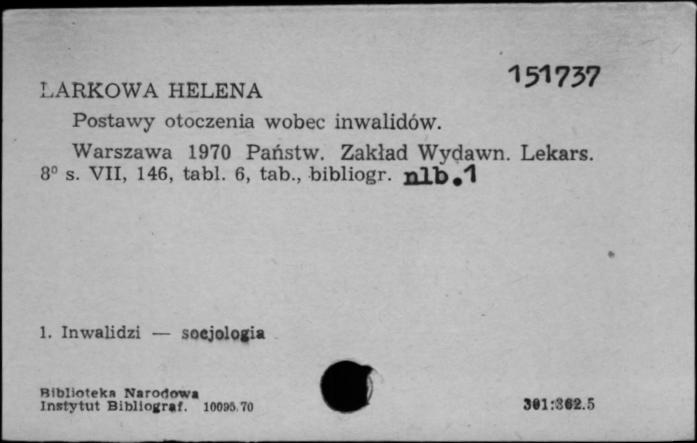 151737
LARKOWA HELENA
Postawy otoczenia wobec inwalidów.
Warszawa 1970 Państw. Zakład Wydawn. Lekars.
8° s. VII, 146, tabl. 6, tab., bibliogr. nlb.1
1. Inwalidzi — socjologia
Biblioteka Narodowa
Instytut Bibliograf. 10095.70
301:362.5